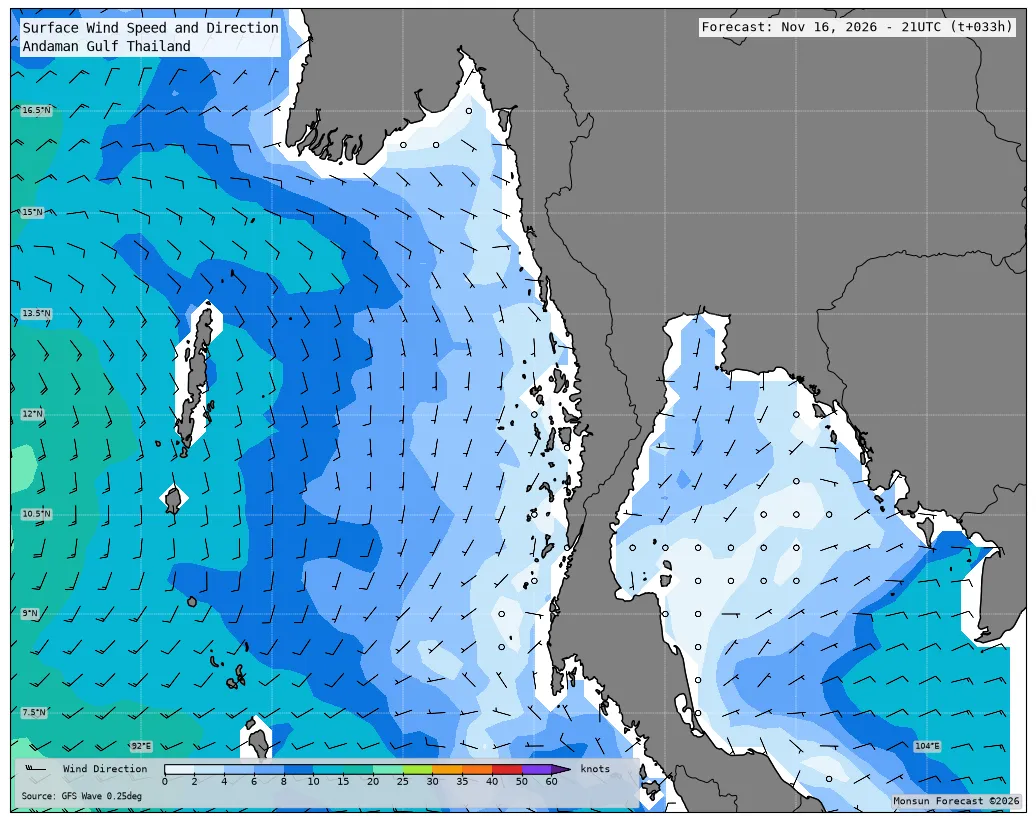 Surface Wind Speed and Direction
Andaman Gulf Thailand
Forecast: Nov 16, 2026 - 21UTC (t+033h)
16.5°N
15°N
13.5°N
12°N
10.5°N
9°N
7.5°N
92°E
104°E
Wind Direction
knots
0 2 4 6 8 10 15 20 25 30 35 40 50 60
Source: GFS Wave 0.25deg
Monsun Forecast ©2026